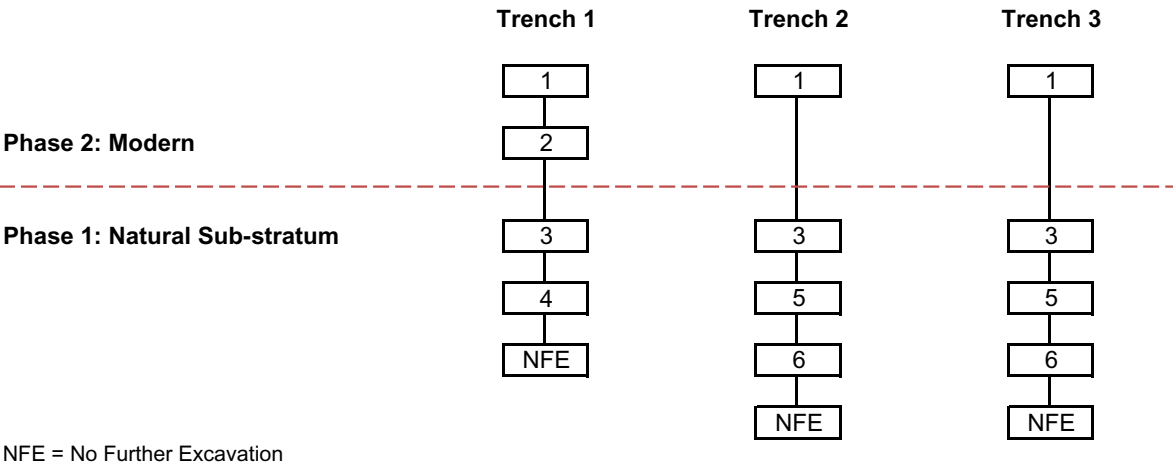 Trench 1 Trench 2 Trench 3
1 1 1
Phase 2: Modern 2
Phase 1: Natural Sub-stratum 3 3 3
4 5 5
NFE 6 6
NFE NFE
NFE = No Further Excavation